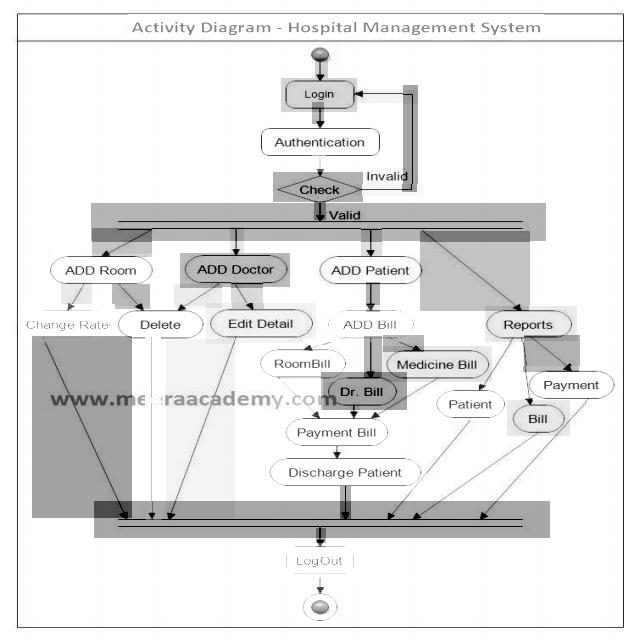 Activity Diagram - Hospital Management System
Login
Authentication
Invalid
Check
Valid
ADD Room
ADD Doctor
ADD Patient
Change Rate
Delete
Edit Detail
ADD Bill
Reports
RoomBill
Medicine Bill
Payment
Dr. Bill
www.meeraacademy.com
Patient
Bill
Payment Bill
Discharge Patient
LogOut